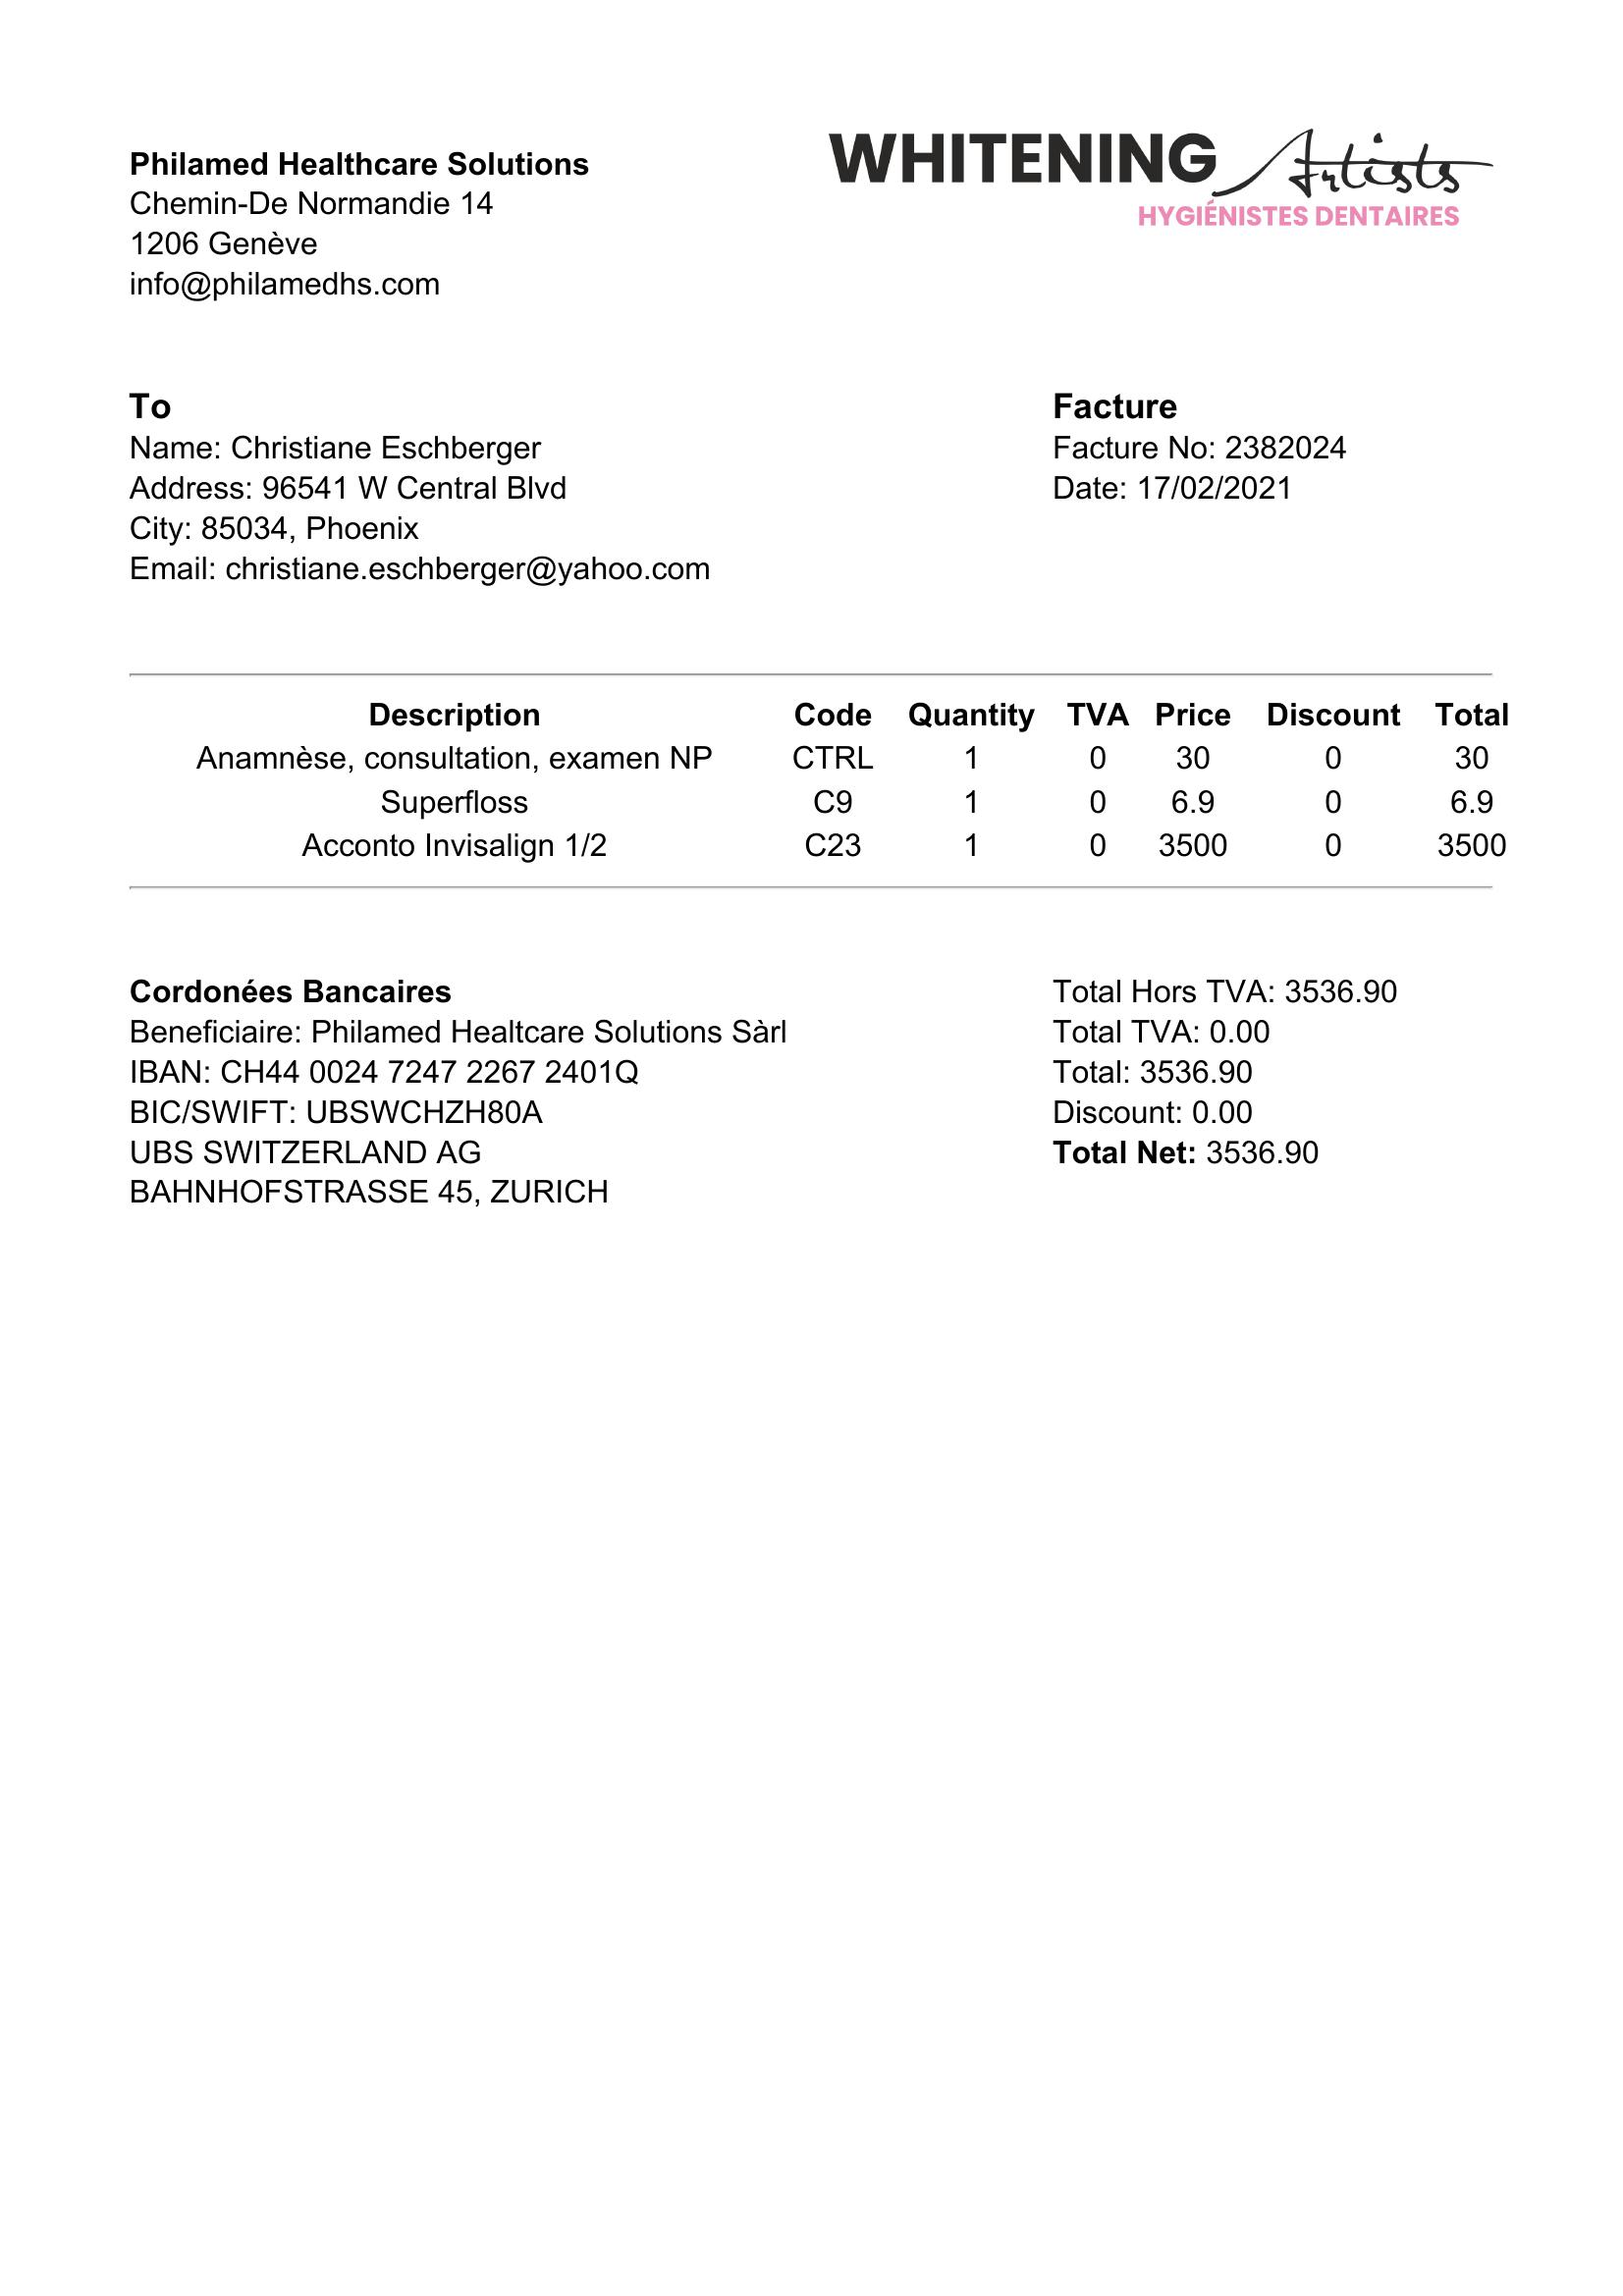 Philamed Healthcare Solutions
Chemin-De Normandie 14
1206 Genève
info@philamedhs.com
WHITENING Artists
HYGIÉNISTES DENTAIRES
To
Name: Christiane Eschberger
Address: 96541 W Central Blvd
City: 85034, Phoenix
Email: christiane.eschberger@yahoo.com
Facture
Facture No: 2382024
Date: 17/02/2021
Description Code Quantity TVA Price Discount Total
Anamnèse, consultation, examen NP CTRL 1 0 30 0 30
Superfloss C9 1 0 6.9 0 6.9
Acconto Invisalign 1/2 C23 1 0 3500 0 3500
Cordonées Bancaires
Beneficiaire: Philamed Healtcare Solutions Sàrl
IBAN: CH44 0024 7247 2267 2401Q
BIC/SWIFT: UBSWCHZH80A
UBS SWITZERLAND AG
BAHNHOFSTRASSE 45, ZURICH
Total Hors TVA: 3536.90
Total TVA: 0.00
Total: 3536.90
Discount: 0.00
Total Net: 3536.90